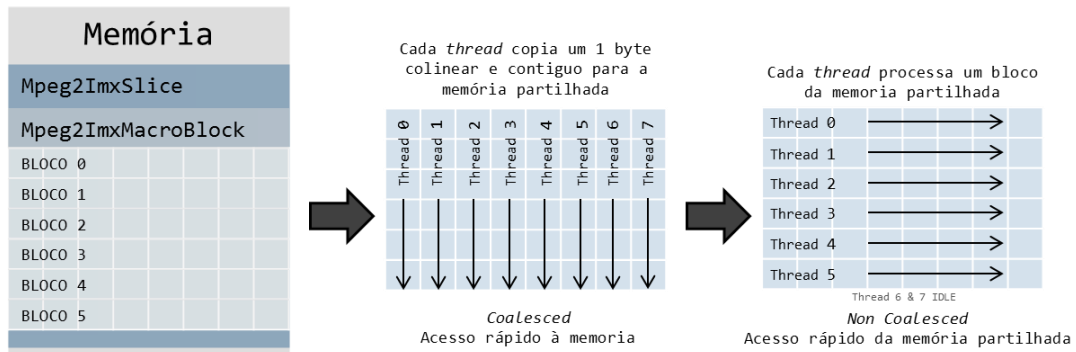 Memória
Mpeg2ImxSlice
Mpeg2ImxMacroBlock
BLOCO 0
BLOCO 1
BLOCO 2
BLOCO 3
BLOCO 4
BLOCO 5
Cada thread copia um 1 byte
colinear e contiguo para a
memória partilhada
Thread 0
Thread 1
Thread 2
Thread 3
Thread 4
Thread 5
Thread 6
Thread 7
Coalesced
Acesso rápido à memoria
Cada thread processa um bloco
da memoria partilhada
Thread 0
Thread 1
Thread 2
Thread 3
Thread 4
Thread 5
Thread 6 & 7 IDLE
Non Coalesced
Acesso rápido da memória partilhada